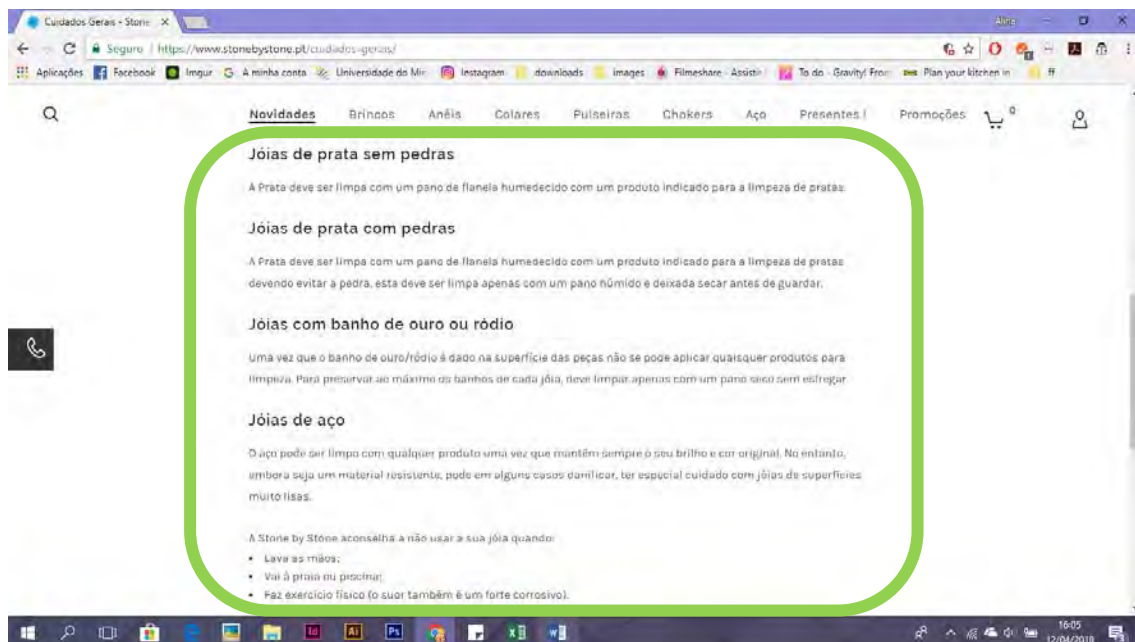 Cuidados Gerais - Stone
Aline
Seguro | https://www.stonebystone.pt/cuidados-gerais/
Aplicações Facebook Imgur A minha conta Universidade do Min Instagram downloads images Filmeshare - Assistir To do - Gravity! Fron Plan your kitchen in ff
Novidades Brincos Anéis Colares Pulseiras Chokers Aço Presentes! Promoções 0
Jóias de prata sem pedras
A Prata deve ser limpa com um pano de flanela humedecido com um produto indicado para a limpeza de pratas.
Jóias de prata com pedras
A Prata deve ser limpa com um pano de flanela humedecido com um produto indicado para a limpeza de pratas
devendo evitar a pedra, esta deve ser limpa apenas com um pano húmido e deixada secar antes de guardar.
Jóias com banho de ouro ou ródio
Uma vez que o banho de ouro/ródio é dado na superfície das peças não se pode aplicar quaisquer produtos para
limpeza. Para preservar ao máximo os banhos de cada jóia, deve limpar apenas com um pano seco sem esfregar.
Jóias de aço
O aço pode ser limpo com qualquer produto uma vez que mantêm sempre o seu brilho e cor original. No entanto,
embora seja um material resistente, pode em alguns casos danificar, ter especial cuidado com jóias de superfícies
muito lisas.
A Stone by Stone aconselha a não usar a sua jóia quando:
• Lava as mãos;
• Vai à praia ou piscina;
• Faz exercício físico (o suor também é um forte corrosivo).
Id Ai Ps
16:05
12/04/2018